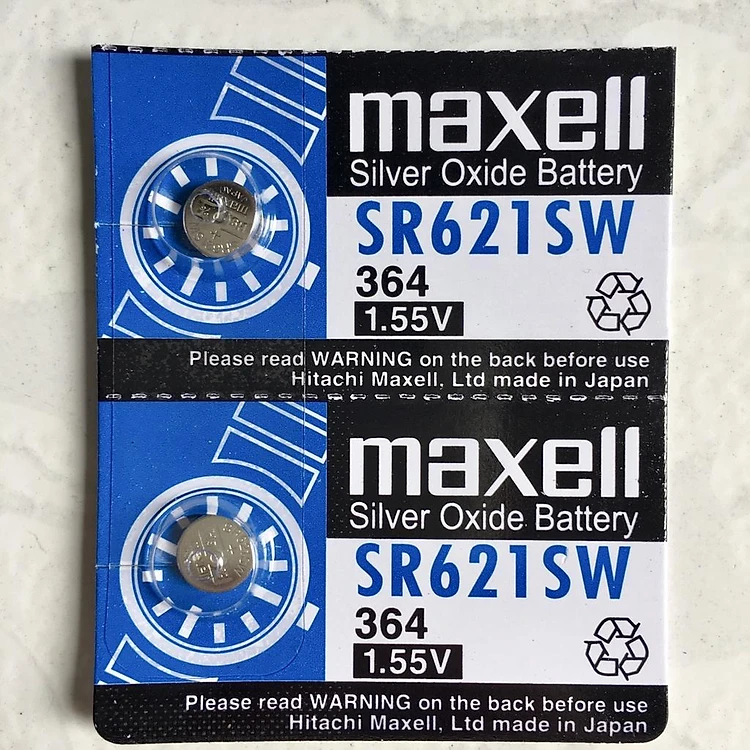 maxell
Silver Oxide Battery
SR621SW
364
1.55V
Please read WARNING on the back before use
Hitachi Maxell, Ltd made in Japan
maxell
Silver Oxide Battery
SR621SW
364
1.55V
Please read WARNING on the back before use
Hitachi Maxell, Ltd made in Japan